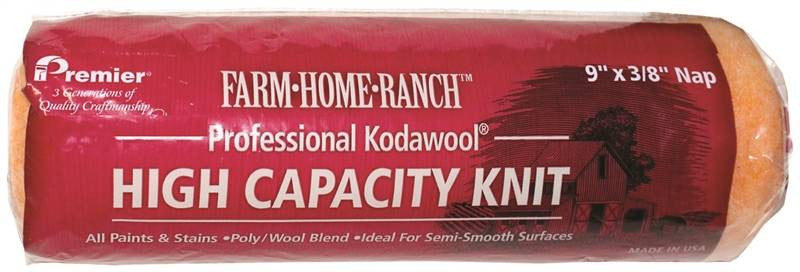 Premier®
3 Generations of
Quality Craftmanship
FARM•HOME•RANCH™
9" x 3/8" Nap
Professional Kodawool®
HIGH CAPACITY KNIT
All Paints & Stains •Poly/Wool Blend •Ideal For Semi-Smooth Surfaces
MADE IN USA